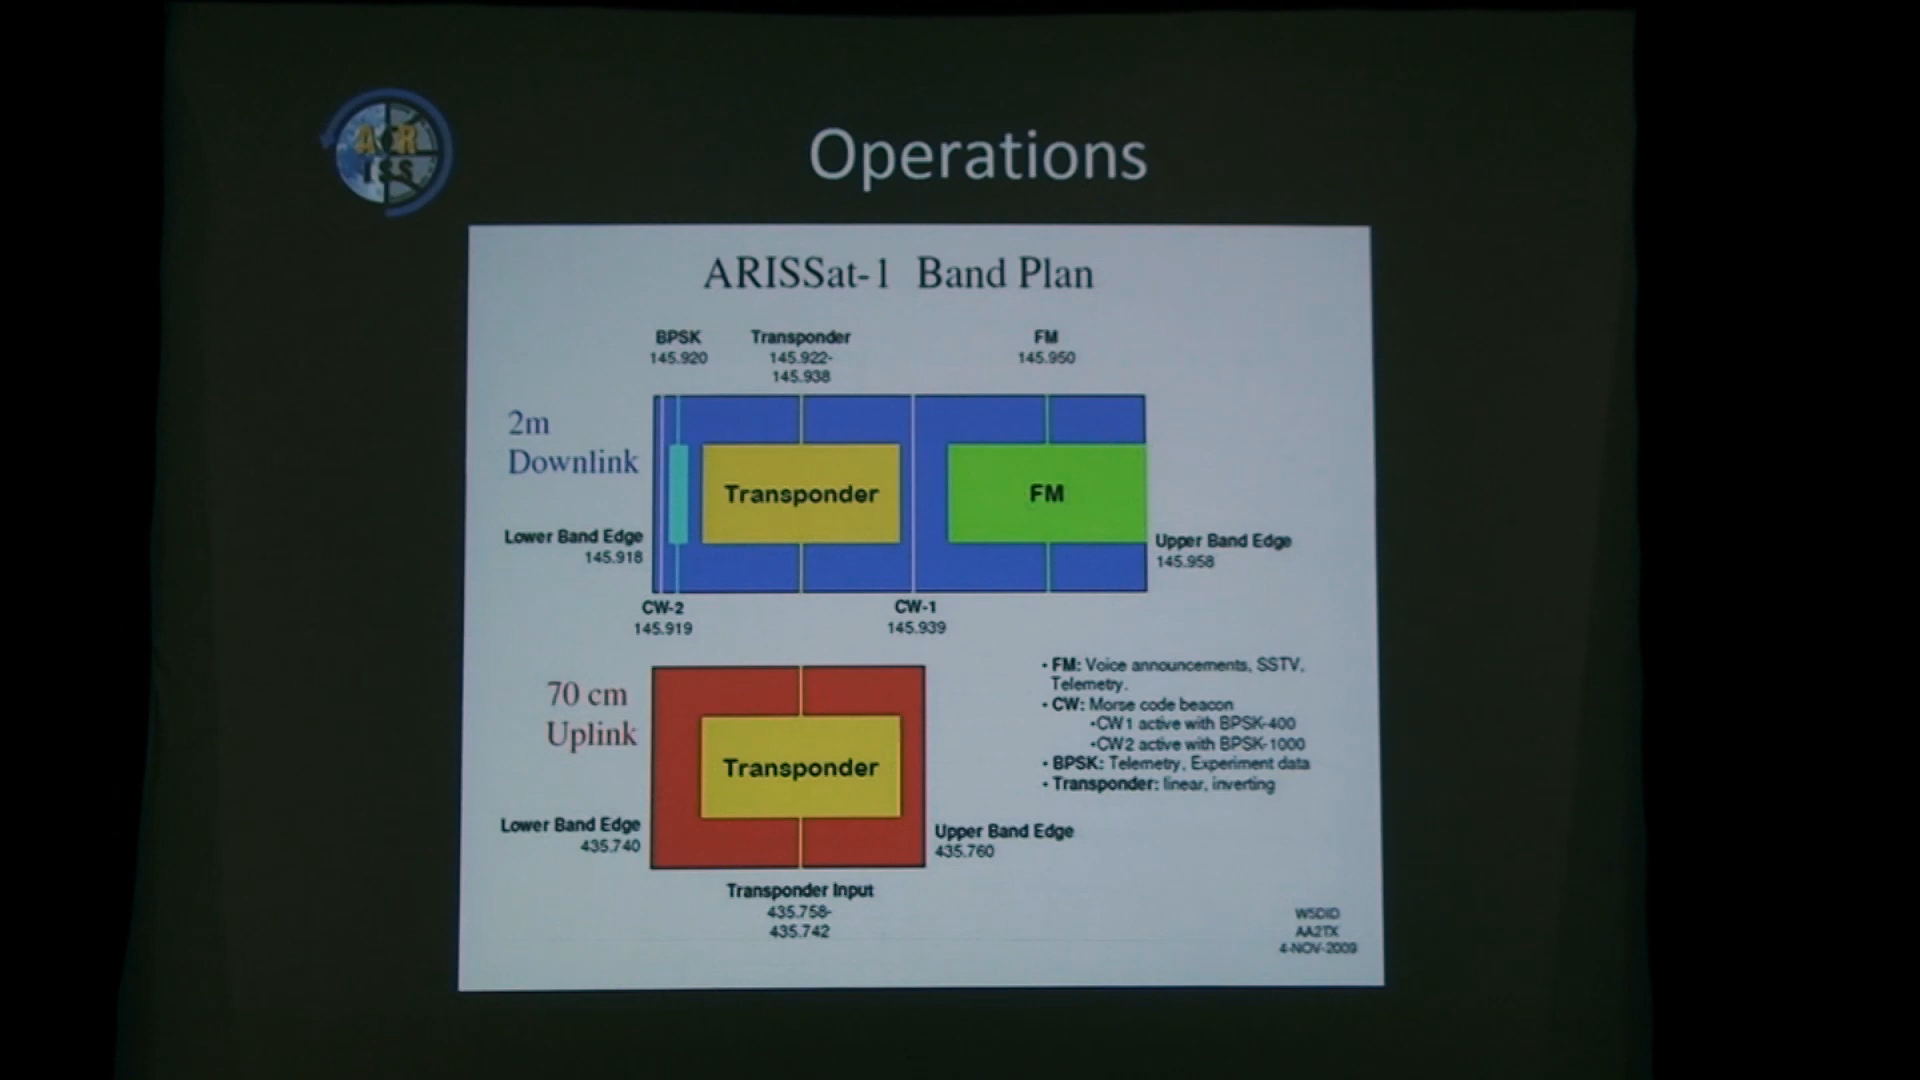 ARISS
Operations
ARISSat-1 Band Plan
BPSK
145.920
Transponder
145.922-
145.938
FM
145.950
2m
Downlink
Transponder
FM
Lower Band Edge
145.918
Upper Band Edge
145.958
CW-2
145.919
CW-1
145.939
70 cm
Uplink
Transponder
Lower Band Edge
435.740
Upper Band Edge
435.760
Transponder Input
435.758-
435.742
• FM: Voice announcements, SSTV,
Telemetry.
• CW: Morse code beacon
•CW1 active with BPSK-400
•CW2 active with BPSK-1000
• BPSK: Telemetry, Experiment data
• Transponder: linear, inverting
W5DID
AA2TX
4-NOV-2009